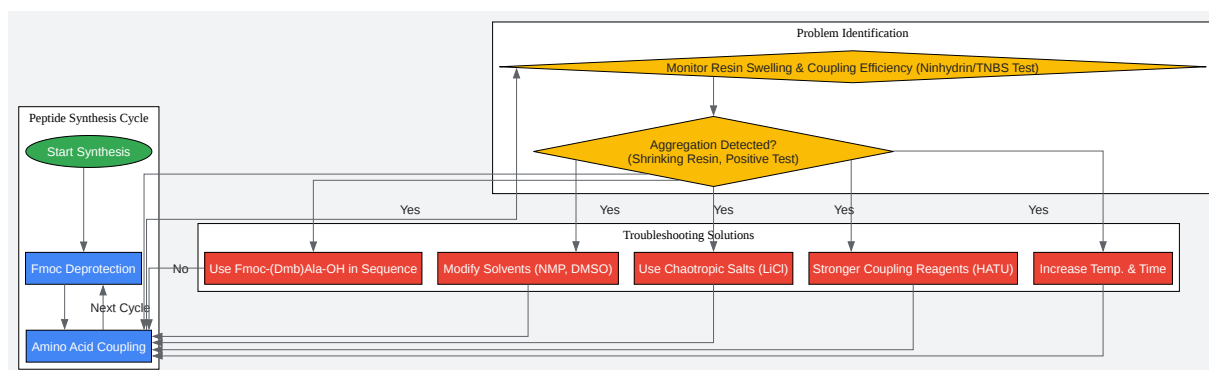 Problem Identification
Monitor Resin Swelling & Coupling Efficiency (Ninhydrin/TNBS Test)
Peptide Synthesis Cycle
Start Synthesis
Aggregation Detected?
(Shrinking Resin, Positive Test)
Yes
Yes
Yes
Yes
Yes
Troubleshooting Solutions
Fmoc Deprotection
No
Use Fmoc-(Dmb)Ala-OH in Sequence
Modify Solvents (NMP, DMSO)
Use Chaotropic Salts (LiCl)
Stronger Coupling Reagents (HATU)
Increase Temp. & Time
Next Cycle
Amino Acid Coupling